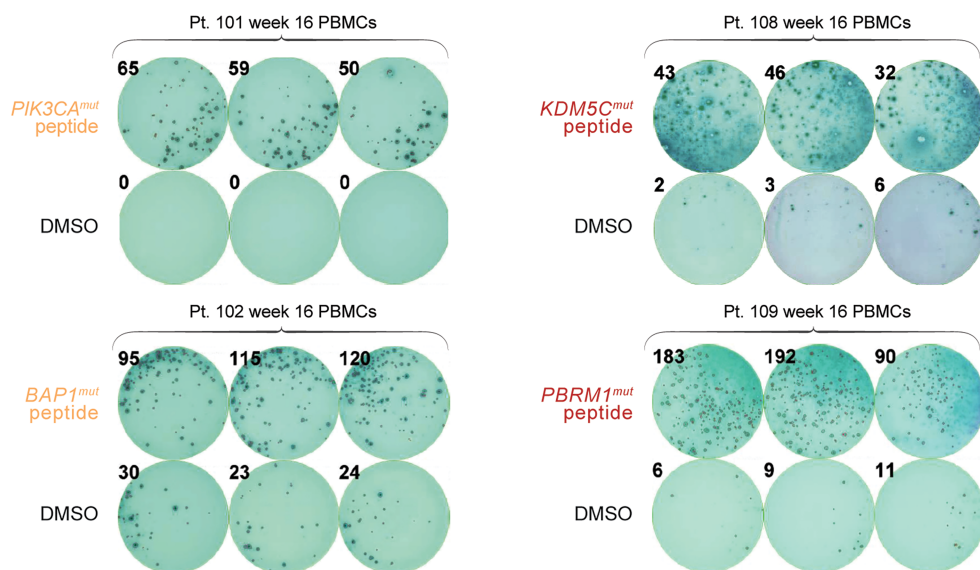 Pt. 101 week 16 PBMCs
65 59 50
PIK3CAmut
peptide
0 0 0
DMSO
Pt. 102 week 16 PBMCs
95 115 120
BAP1mut
peptide
30 23 24
DMSO
Pt. 108 week 16 PBMCs
43 46 32
KDM5Cmut
peptide
2 3 6
DMSO
Pt. 109 week 16 PBMCs
183 192 90
PBRM1mut
peptide
6 9 11
DMSO